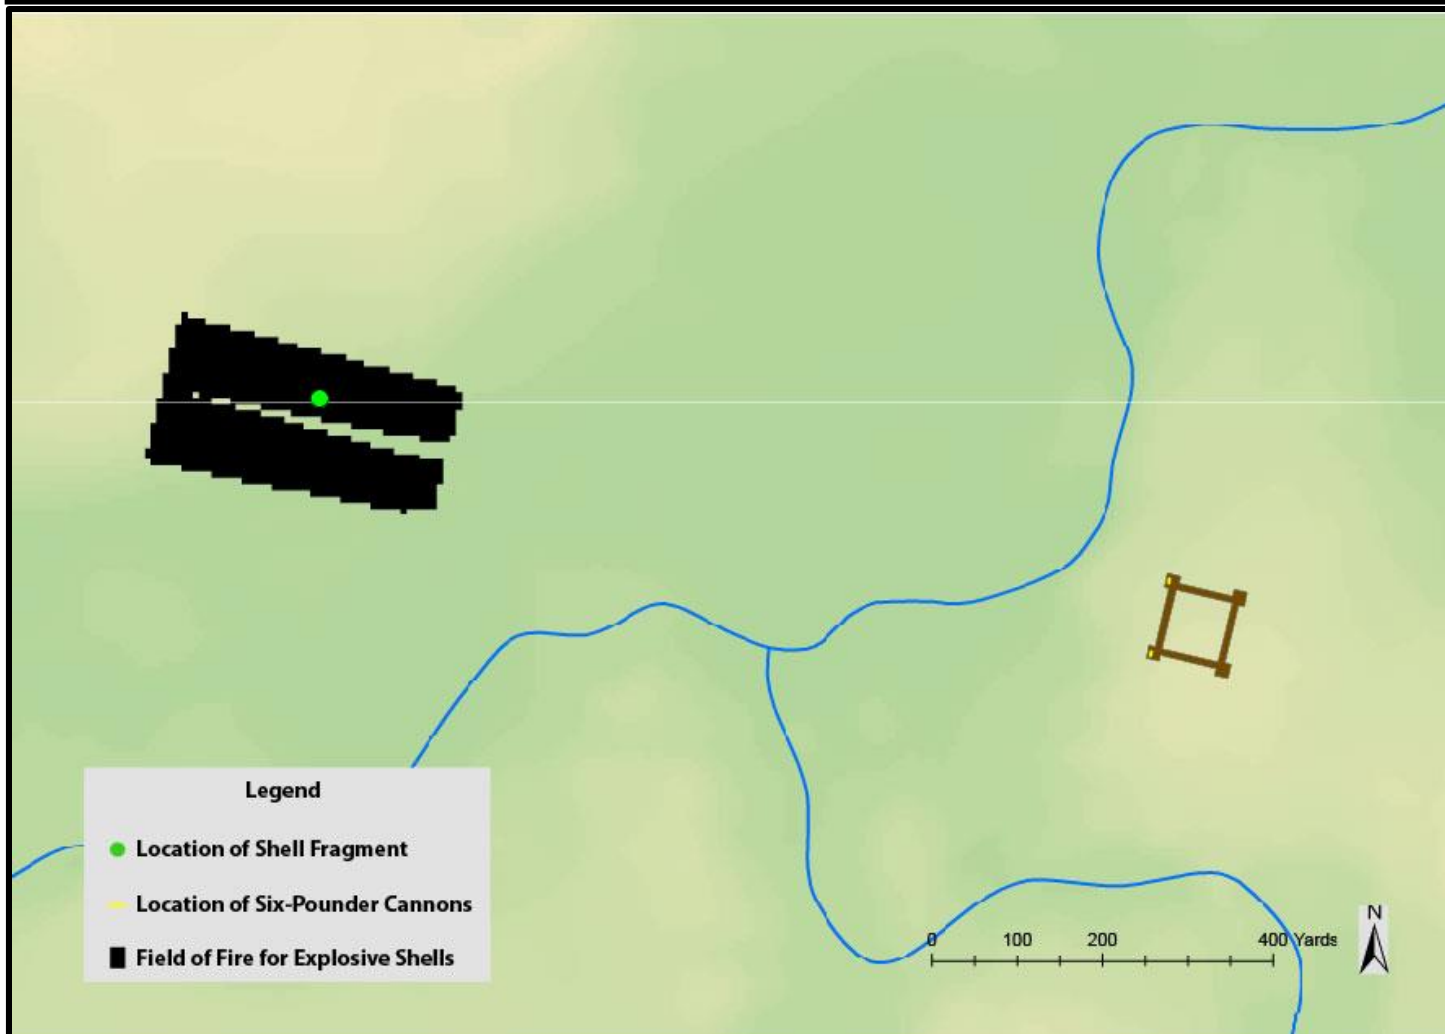 Legend
Location of Shell Fragment
Location of Six-Pounder Cannons
Field of Fire for Explosive Shells
0 100 200 400 Yards
N